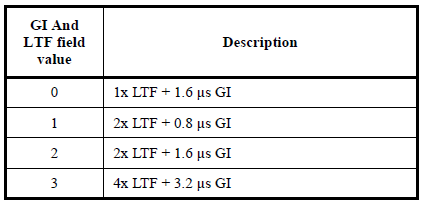 GI And
LTF field
value
Description
0 1x LTF + 1.6 µs GI
1 2x LTF + 0.8 µs GI
2 2x LTF + 1.6 µs GI
3 4x LTF + 3.2 µs GI